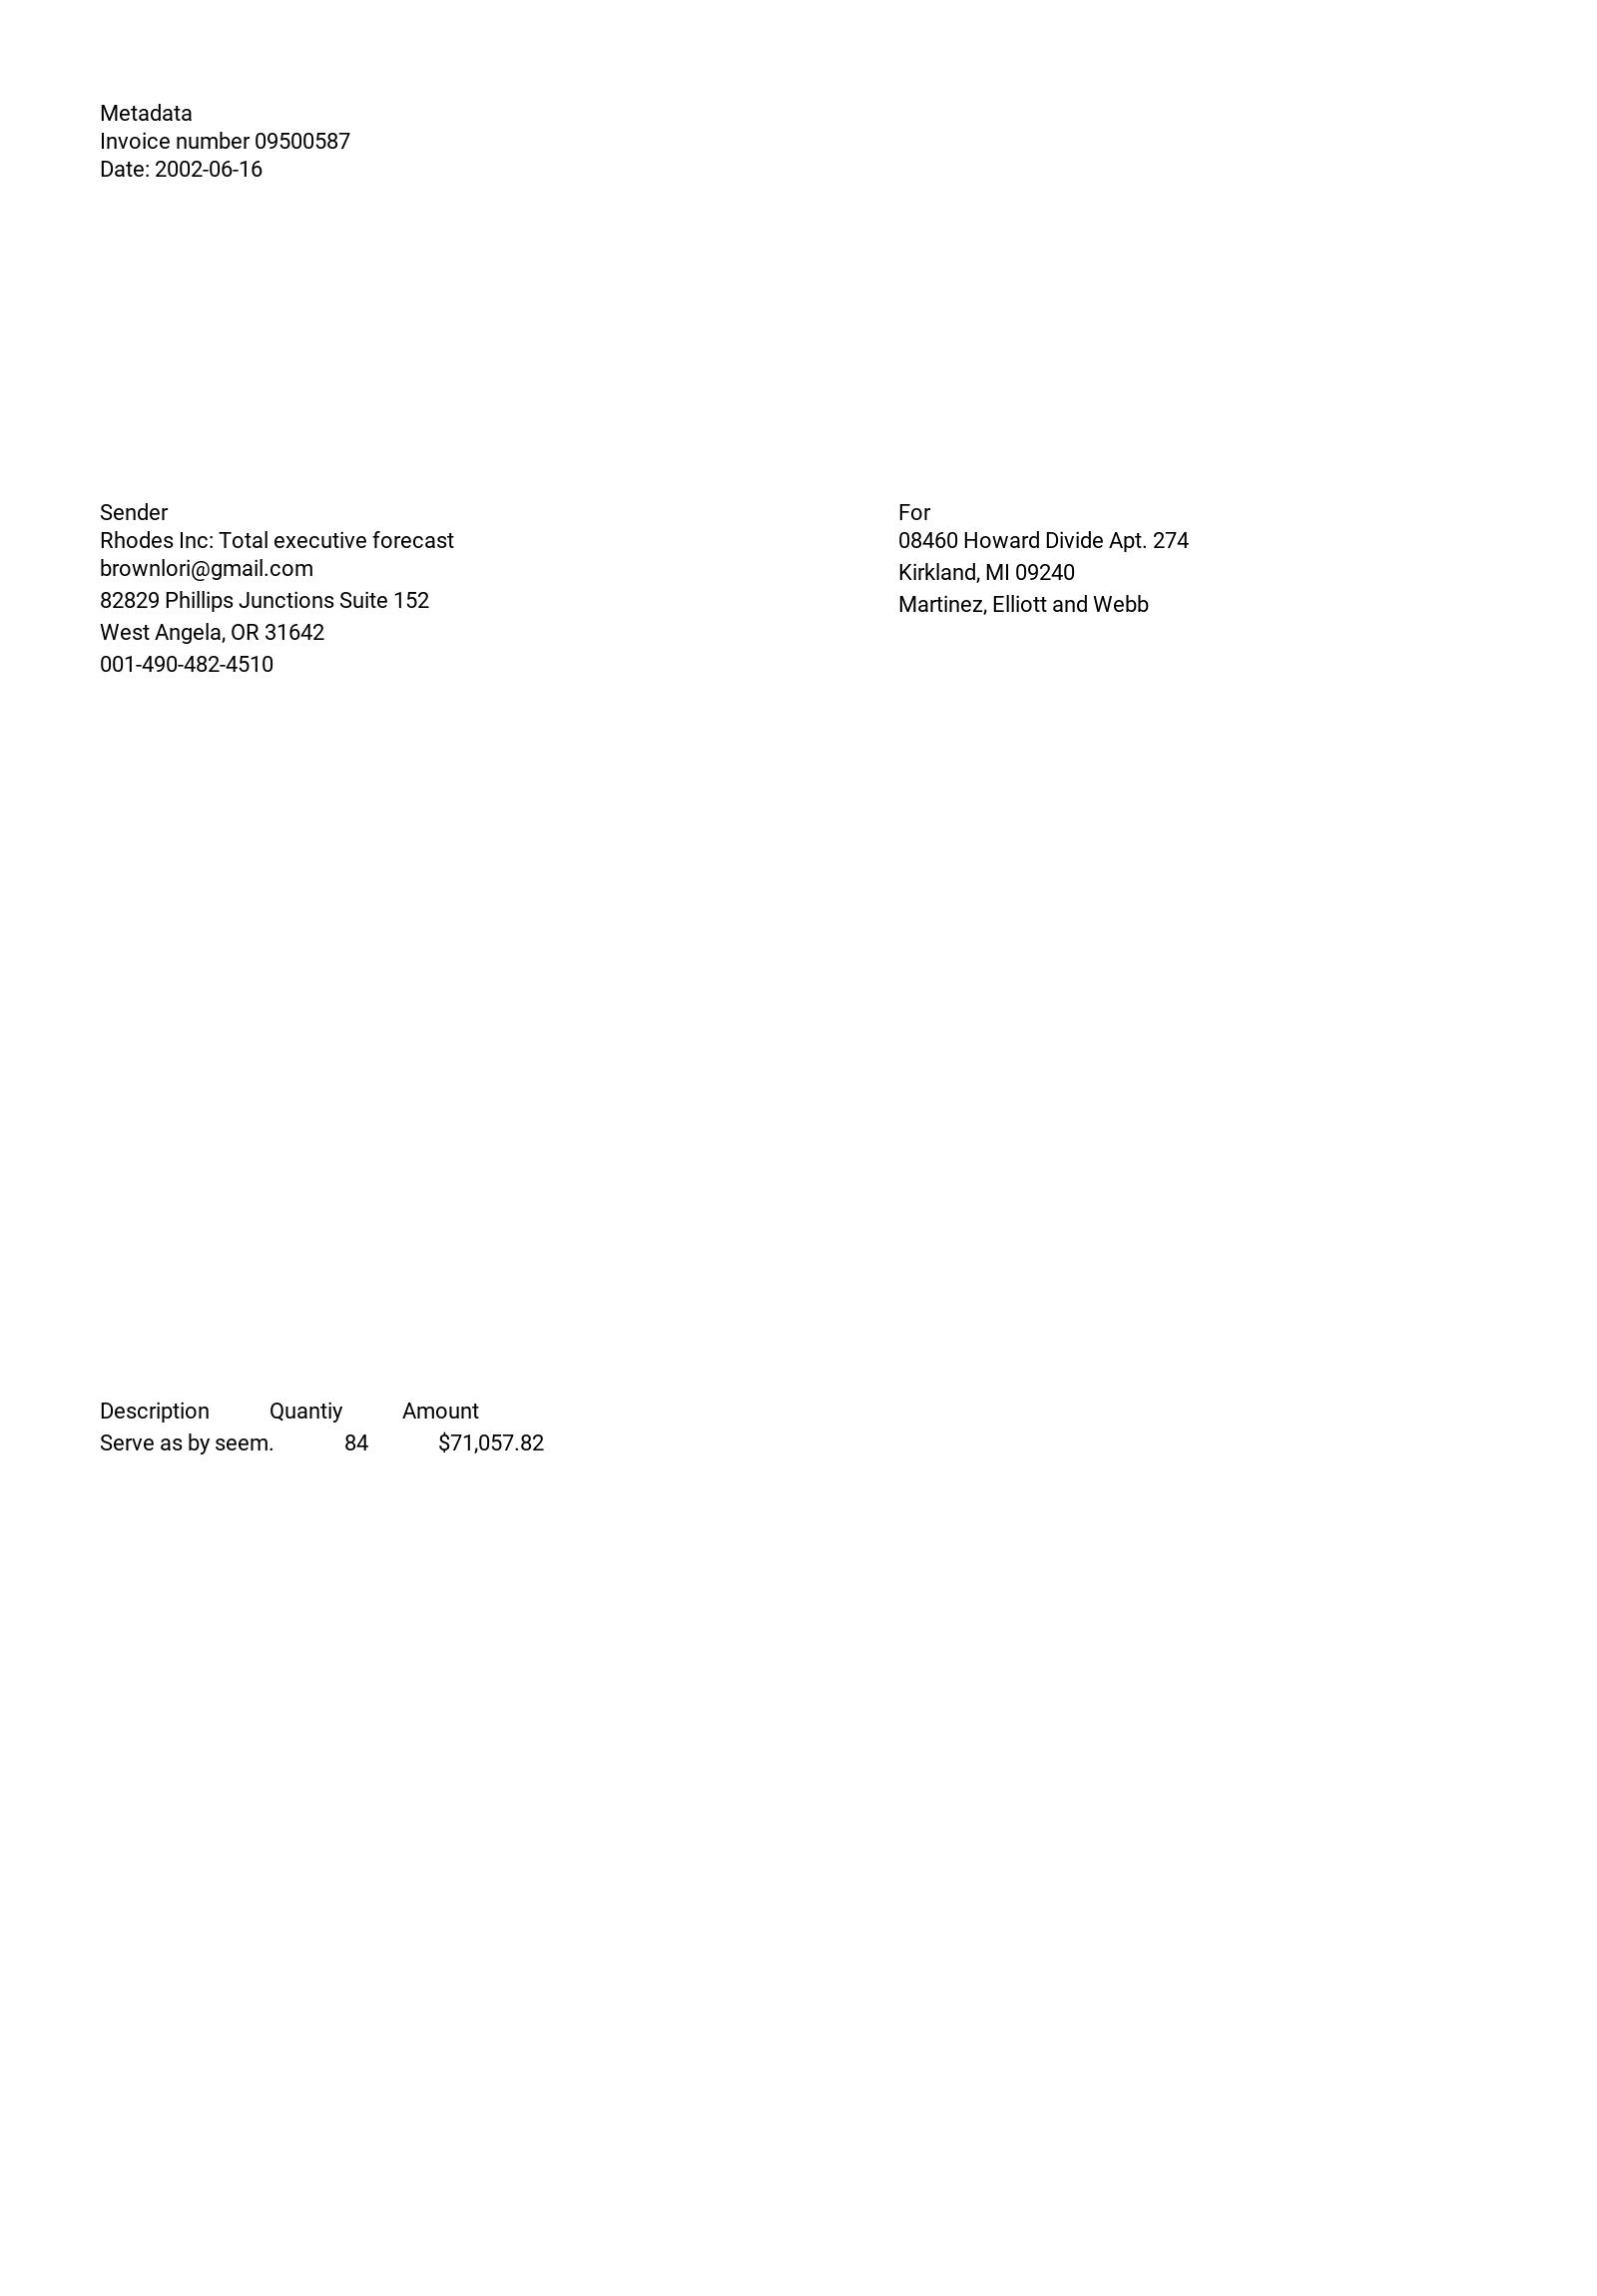 Metadata
Invoice number 09500587
Date: 2002-06-16
Sender
Rhodes Inc: Total executive forecast
brownlori@gmail.com
82829 Phillips Junctions Suite 152
West Angela, OR 31642
001-490-482-4510
For
08460 Howard Divide Apt. 274
Kirkland, MI 09240
Martinez, Elliott and Webb
Description Quantiy Amount
Serve as by seem. 84 $71,057.82